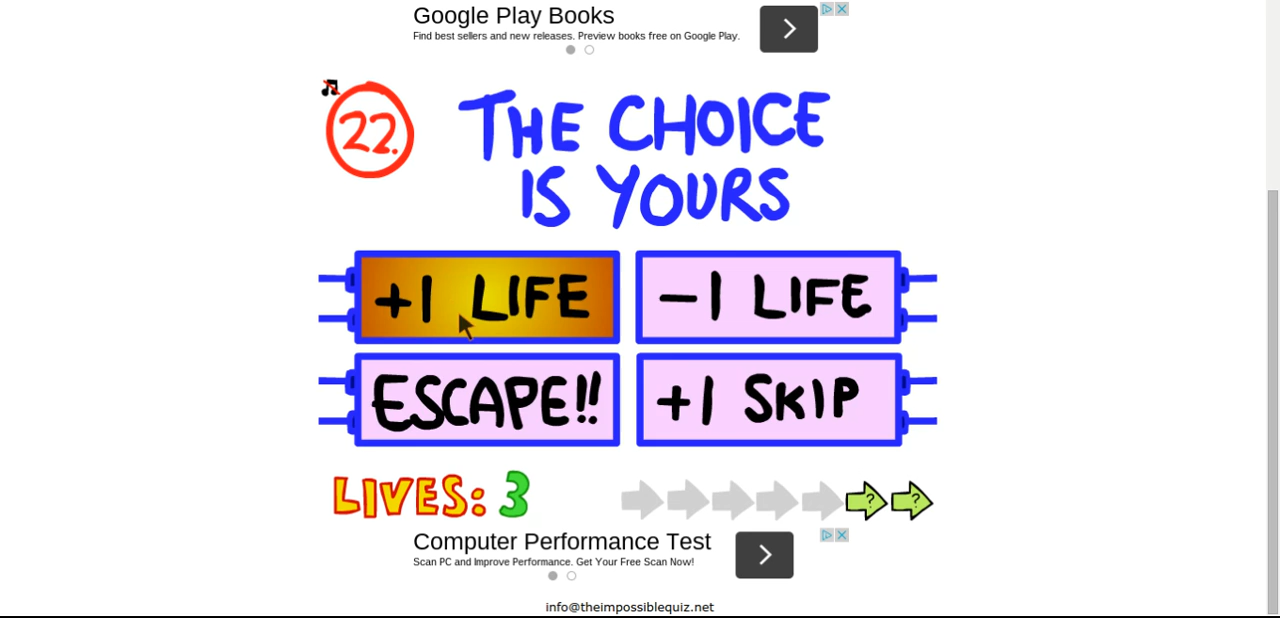 Google Play Books
Find best sellers and new releases. Preview books free on Google Play.
22.
THE CHOICE
IS YOURS
+1 LIFE
-1 LIFE
ESCAPE!!
+1 SKIP
LIVES: 3
? ?
Computer Performance Test
Scan PC and Improve Performance. Get Your Free Scan Now!
info@theimpossiblequiz.net